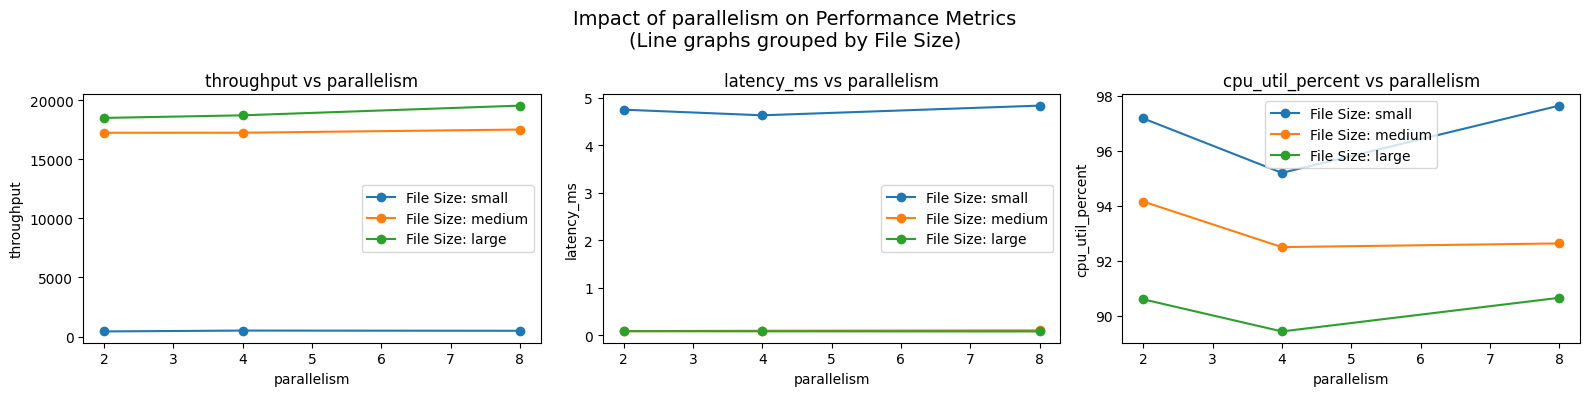 Impact of parallelism on Performance Metrics
(Line graphs grouped by File Size)
throughput vs parallelism
throughput
20000
15000
10000
5000
0
File Size: small
File Size: medium
File Size: large
2 3 4 5 6 7 8
parallelism
latency_ms vs parallelism
latency_ms
5
4
3
2
1
0
File Size: small
File Size: medium
File Size: large
2 3 4 5 6 7 8
parallelism
cpu_util_percent vs parallelism
cpu_util_percent
98
96
94
92
90
File Size: small
File Size: medium
File Size: large
2 3 4 5 6 7 8
parallelism